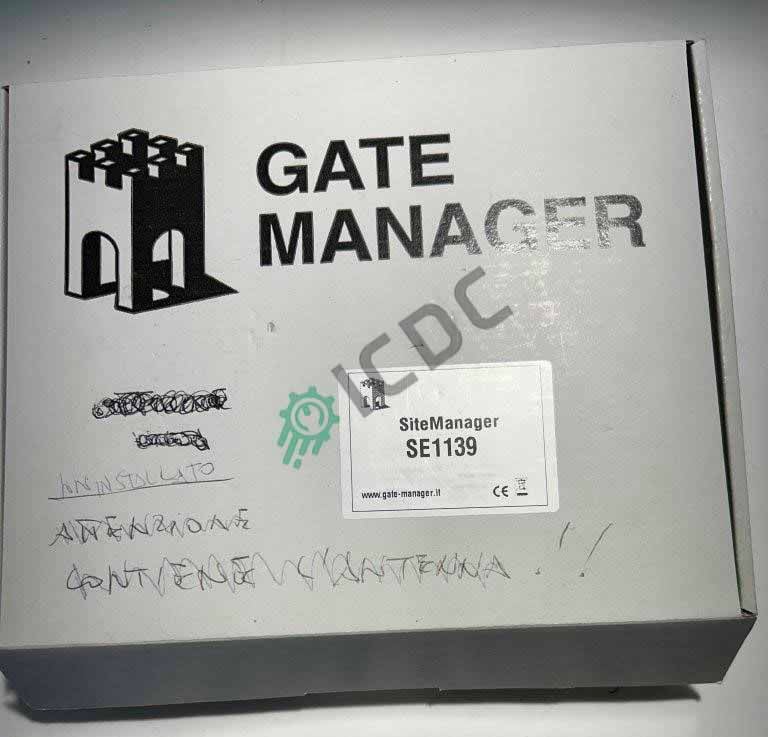 GATE
MANAGER
ICDC
SiteManager
SE1139
www.gate-manager.it
CE
ATTENZIONE
CONTIENE L'ANTENNA !!